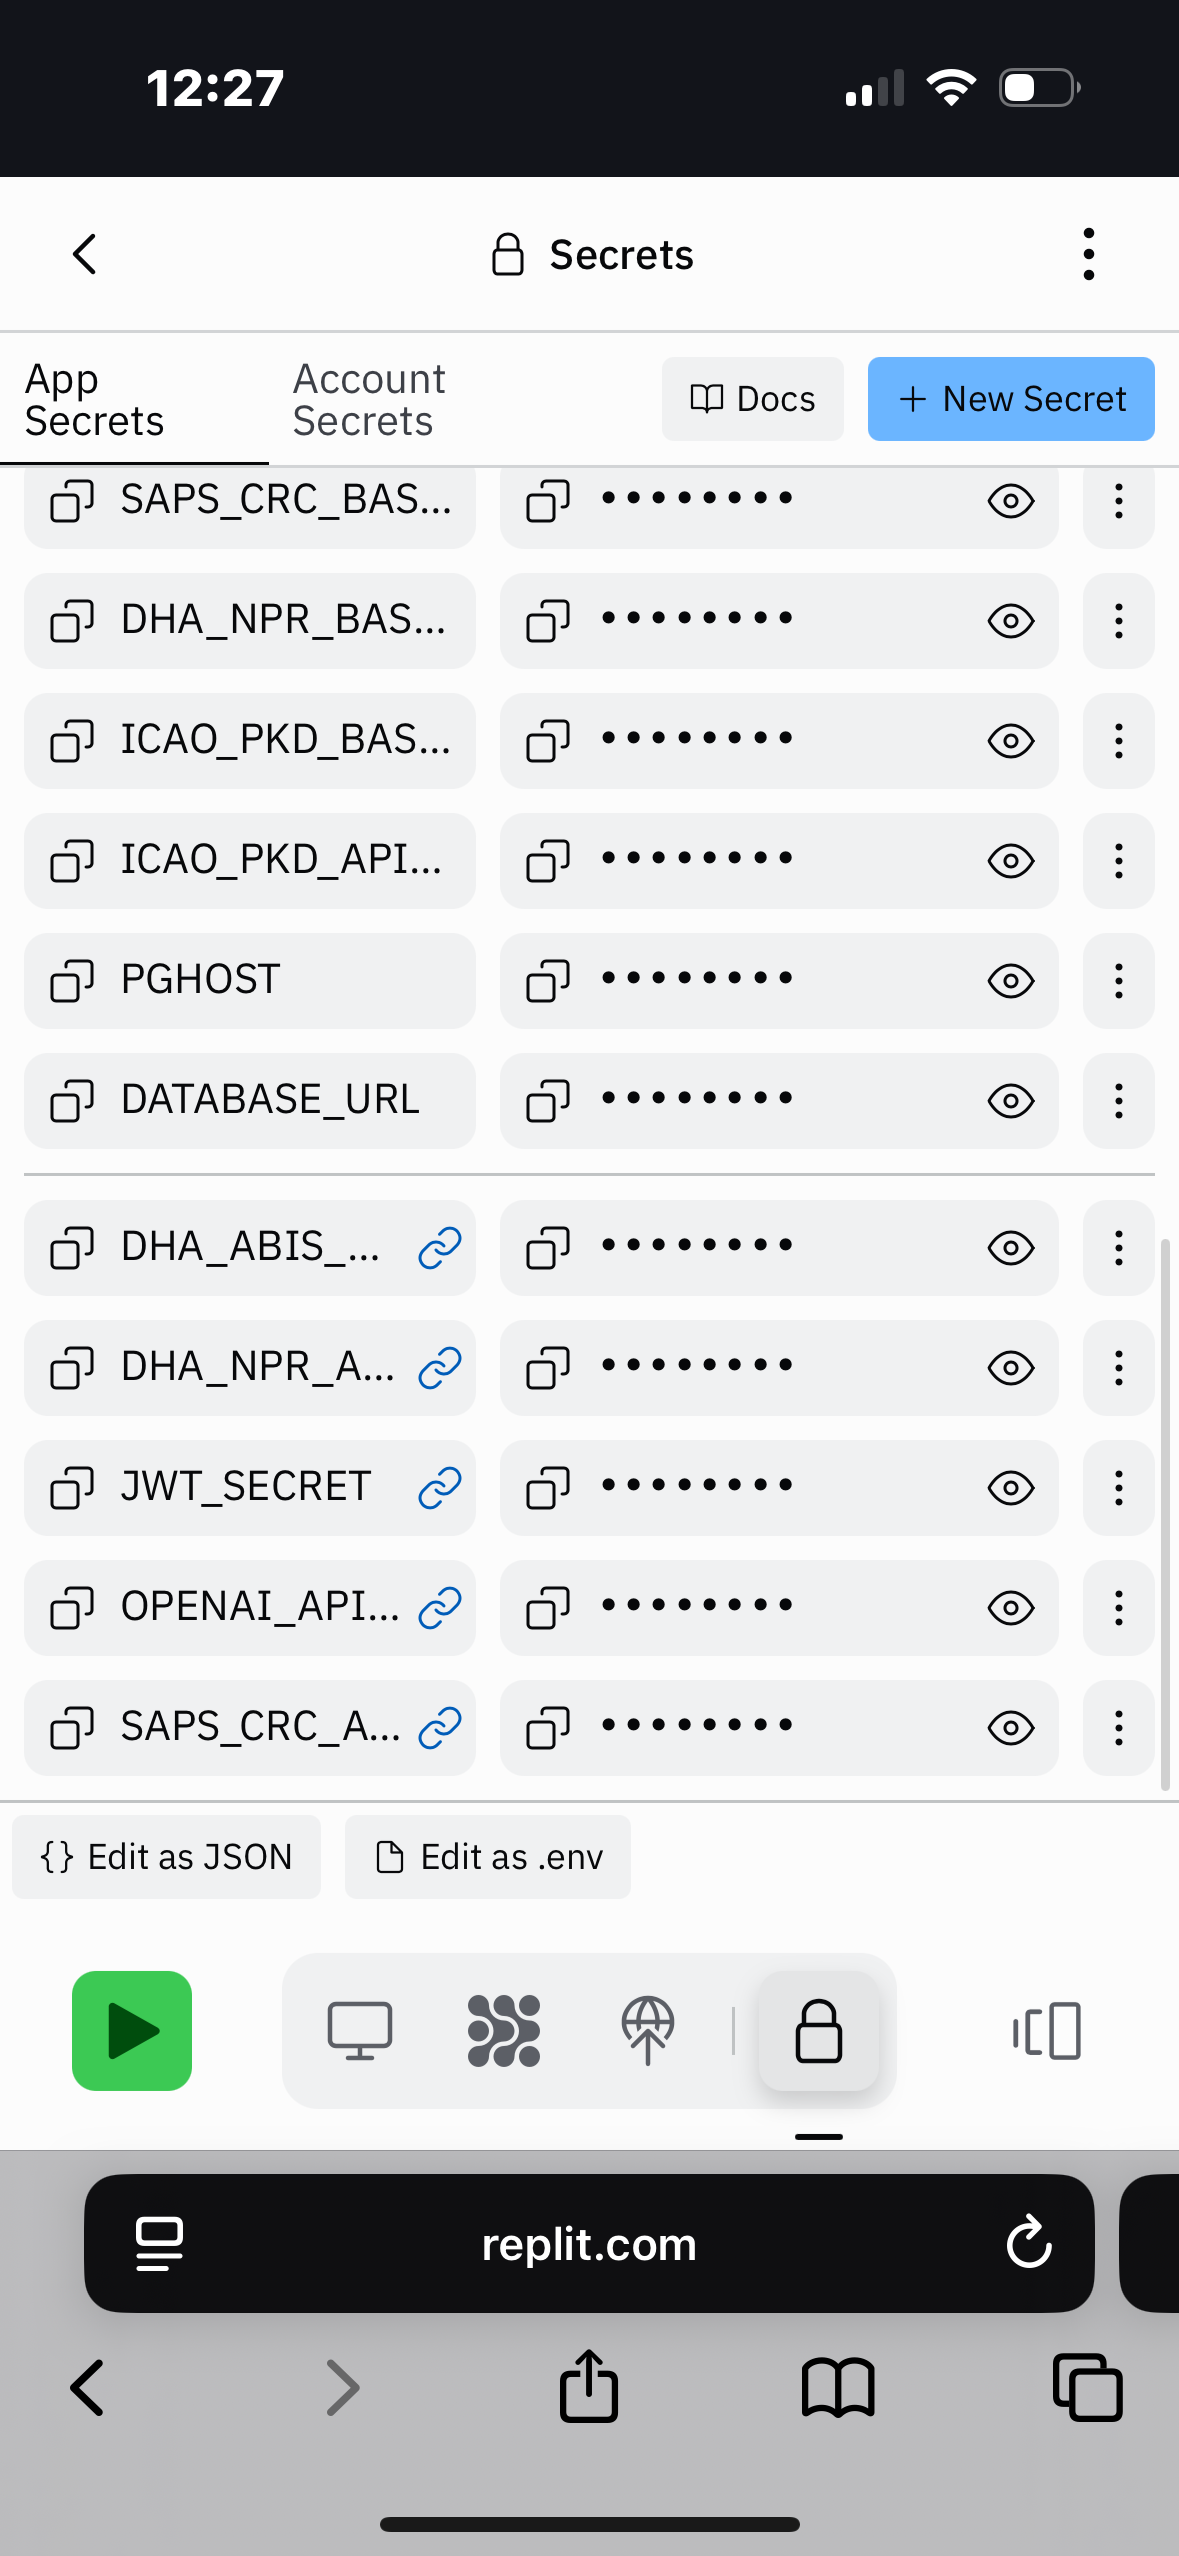 12:27
Secrets
App
Secrets
Account
Secrets
Docs
New Secret
SAPS_CRC_BAS...
••••••••
DHA_NPR_BAS...
••••••••
ICAO_PKD_BAS...
••••••••
ICAO_PKD_API...
••••••••
PGHOST
••••••••
DATABASE_URL
••••••••
DHA_ABIS_...
••••••••
DHA_NPR_A...
••••••••
JWT_SECRET
••••••••
OPENAI_API...
••••••••
SAPS_CRC_A...
••••••••
{} Edit as JSON
Edit as .env
replit.com